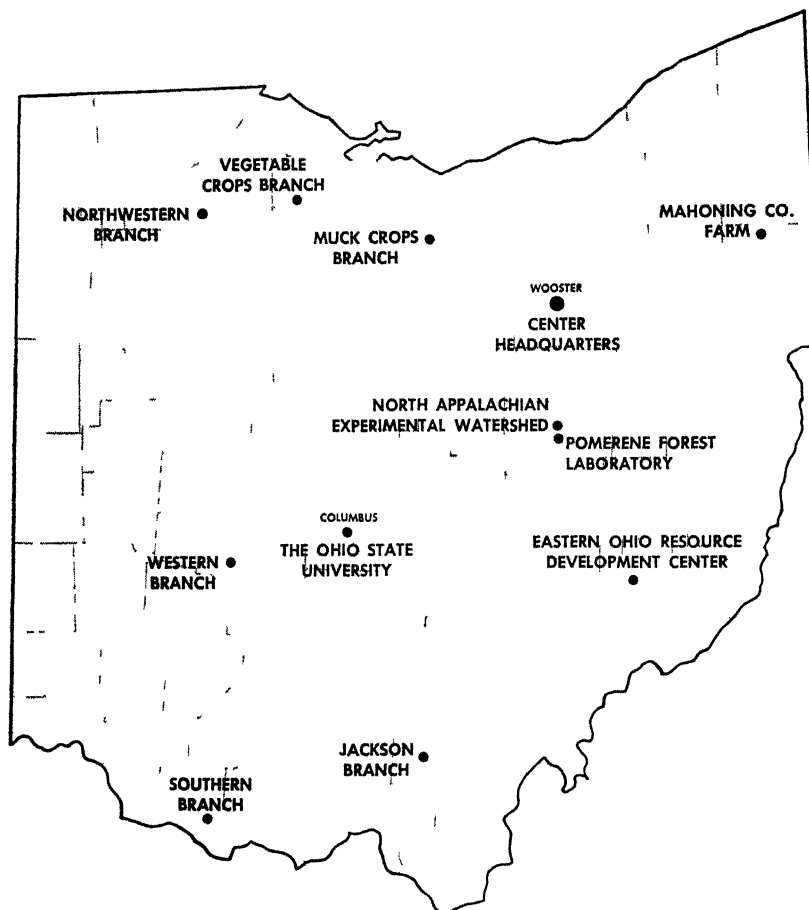 VEGETABLE
CROPS BRANCH
NORTHWESTERN
BRANCH
MUCK CROPS
BRANCH
MAHONING CO.
FARM
WOOSTER
CENTER
HEADQUARTERS
NORTH APPALACHIAN
EXPERIMENTAL WATERSHED
POMERENE FOREST
LABORATORY
COLUMBUS
THE OHIO STATE
UNIVERSITY
EASTERN OHIO RESOURCE
DEVELOPMENT CENTER
WESTERN
BRANCH
JACKSON
BRANCH
SOUTHERN
BRANCH